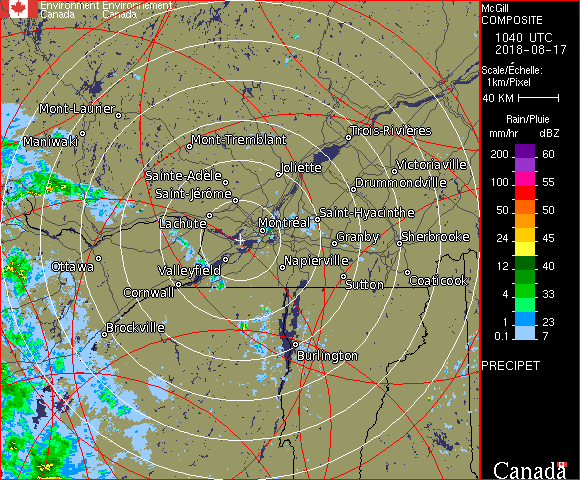 Environment Environnement
Canada Canada
McGill
COMPOSITE
1040 UTC
2018-08-17
Scale/Échelle:
1km/Pixel
40 KM
Rain/Pluie
mm/hr dBZ
200 60
150 57
100 55
50 50
24 45
12 40
4 33
1 23
0.1 7
PRECIPET
Canada
Mont-Laurier
Maniwaki
Mont-Tremblant
Trois-Rivières
Sainte-Adèle
Joliette
Victoriaville
Saint-Jérôme
Drummondville
Lachute
Montréal
Saint-Hyacinthe
Granby
Sherbrooke
Ottawa
Valleyfield
Napierville
Cornwall
Sutton
Coaticook
Brockville
Burlington